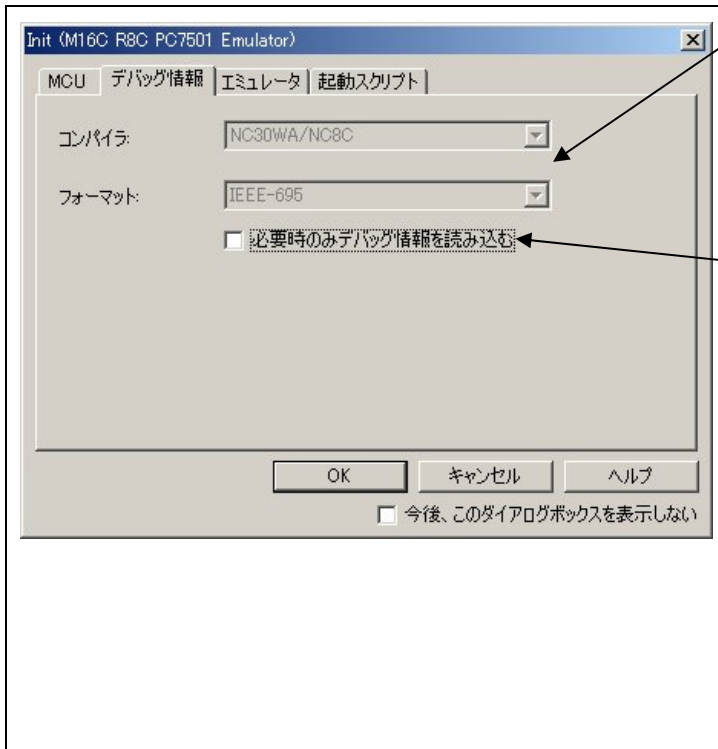 Init (M16C R8C PC7501 Emulator)
MCU デバッグ情報 エミュレータ 起動スクリプト
コンパイラ: NC30WA/NC8C
フォーマット: IEEE-695
必要時のみデバッグ情報を読み込む
OK キャンセル ヘルプ
今後、このダイアログボックスを表示しない